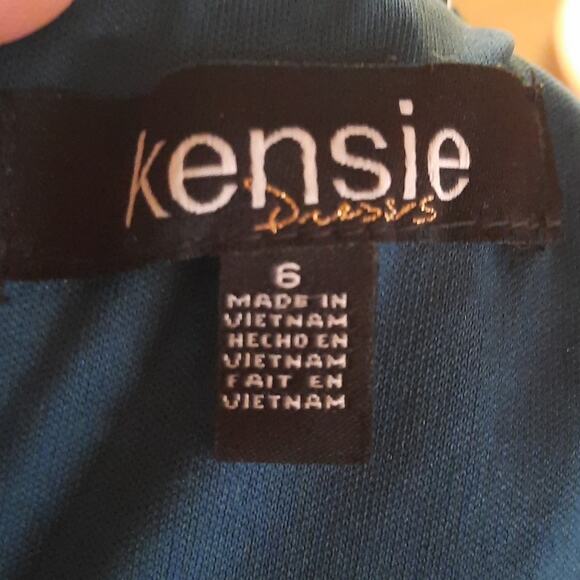 kensie
Dresses
6
MADE IN
VIETNAM
HECHO EN
VIETNAM
FAIT EN
VIETNAM